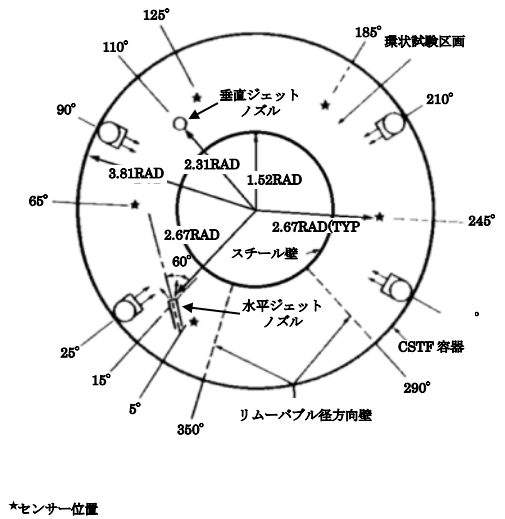 125°
185°
環状試験区画
110°
垂直ジェット
ノズル
90°
210°
3.81RAD
2.31RAD
1.52RAD
65°
2.67RAD
2.67RAD(TYP
245°
スチール壁
60°
水平ジェット
ノズル
°
25°
15°
5°
CSTF 容器
290°
リムーバブル径方向壁
350°
★センサー位置